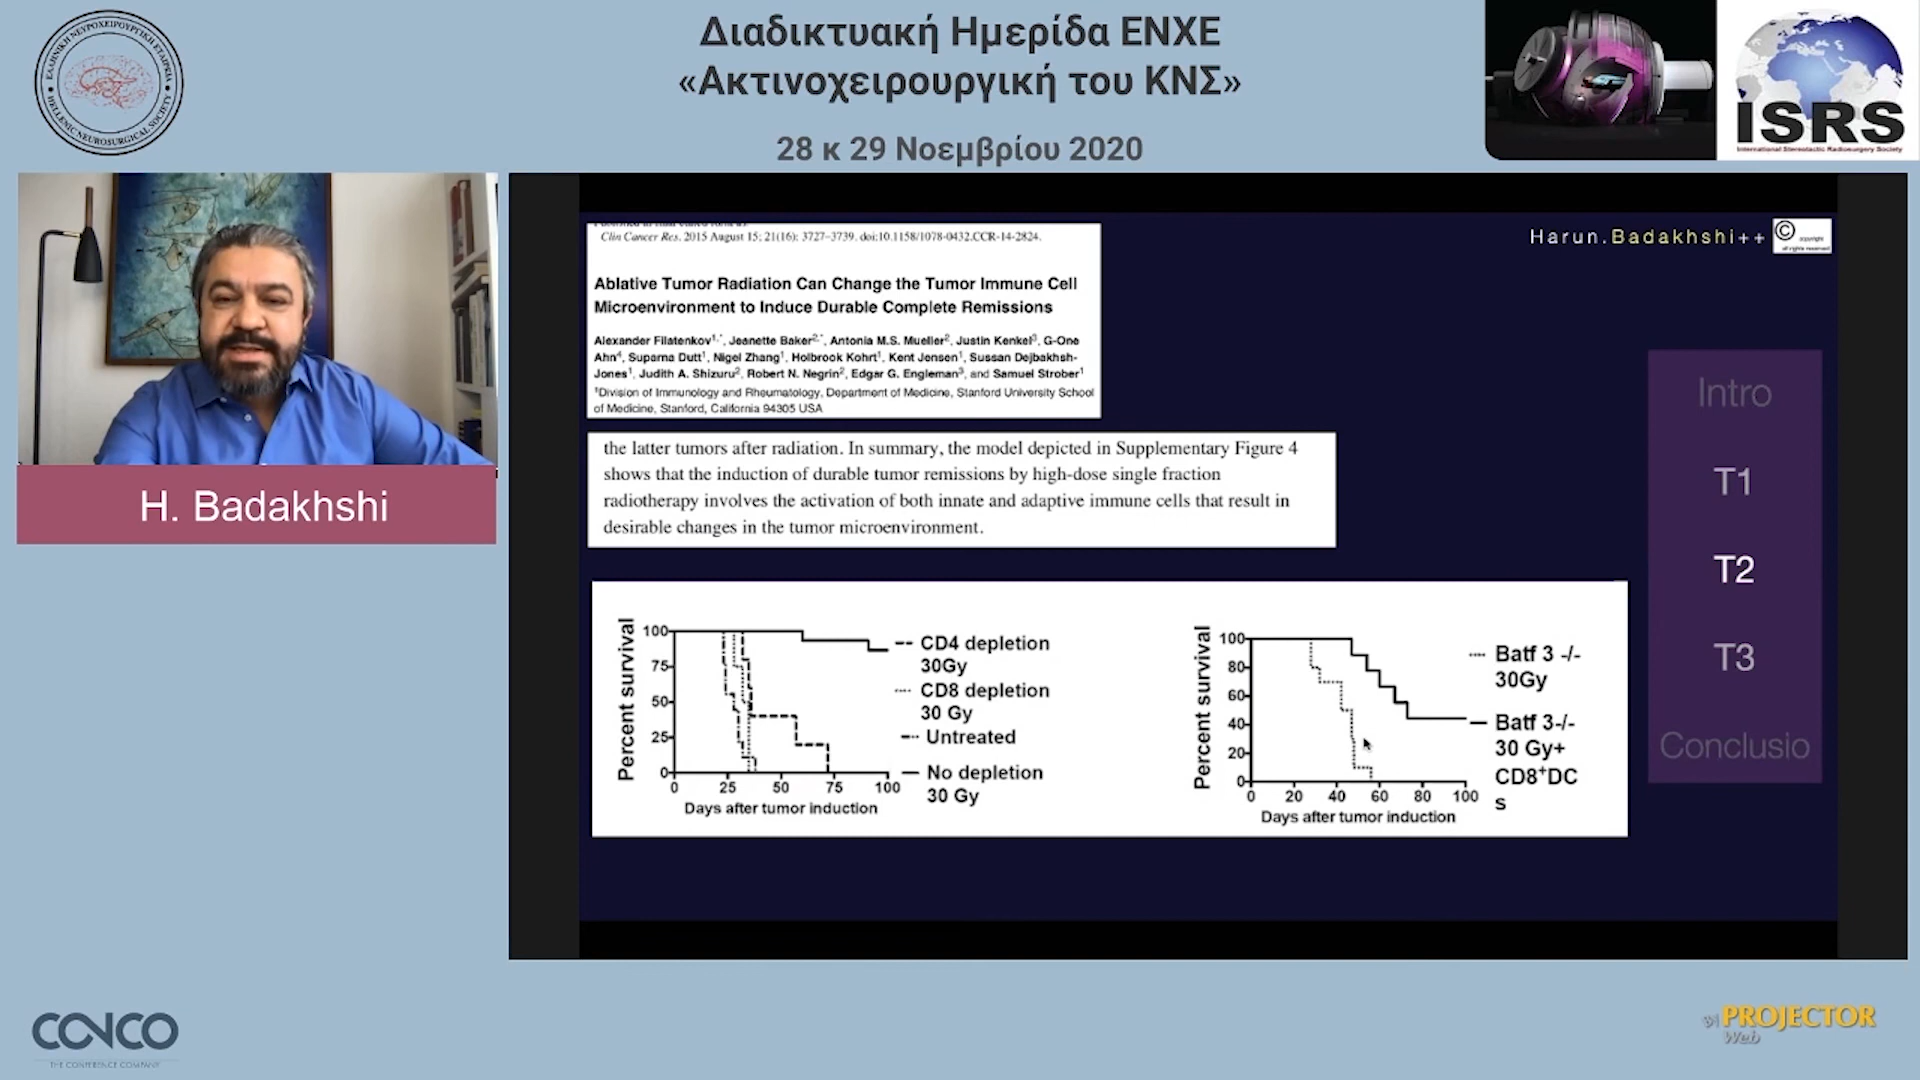 Διαδικτυακή Ημερίδα ΕΝΧΕ
«Ακτινοχειρουργική του ΚΝΣ»
28 κ 29 Νοεμβρίου 2020
ΕΛΛΗΝΙΚΗ ΝΕΥΡΟΧΕΙΡΟΥΡΓΙΚΗ ΕΤΑΙΡΕΙΑ
HELLENIC NEUROSURGICAL SOCIETY
ISRS
International Stereotactic Radiosurgery Society
H. Badakhshi
Harun.Badakhshi++
©
copyright
all rights reserved
Clin Cancer Res. 2015 August 15; 21(16): 3727–3739. doi:10.1158/1078-0432.CCR-14-2824.
Ablative Tumor Radiation Can Change the Tumor Immune Cell
Microenvironment to Induce Durable Complete Remissions
Alexander Filatenkov1,*, Jeanette Baker2,*, Antonia M.S. Mueller2, Justin Kenkel3, G-One
Ahn4, Suparna Dutt1, Nigel Zhang1, Holbrook Kohrt1, Kent Jensen1, Sussan Dejbakhsh-
Jones1, Judith A. Shizuru2, Robert N. Negrin2, Edgar G. Engleman3, and Samuel Strober1
1Division of Immunology and Rheumatology, Department of Medicine, Stanford University School
of Medicine, Stanford, California 94305 USA
the latter tumors after radiation. In summary, the model depicted in Supplementary Figure 4
shows that the induction of durable tumor remissions by high-dose single fraction
radiotherapy involves the activation of both innate and adaptive immune cells that result in
desirable changes in the tumor microenvironment.
Percent survival
100
75
50
25
0
0 25 50 75 100
Days after tumor induction
CD4 depletion
30Gy
CD8 depletion
30 Gy
Untreated
No depletion
30 Gy
Percent survival
100
80
60
40
20
0
0 20 40 60 80 100
Days after tumor induction
Batf 3 -/-
30Gy
Batf 3-/-
30 Gy+
CD8+DC
s
Intro
T1
T2
T3
Conclusio
CONCO
THE CONFERENCE COMPANY
PROJECTOR
Web